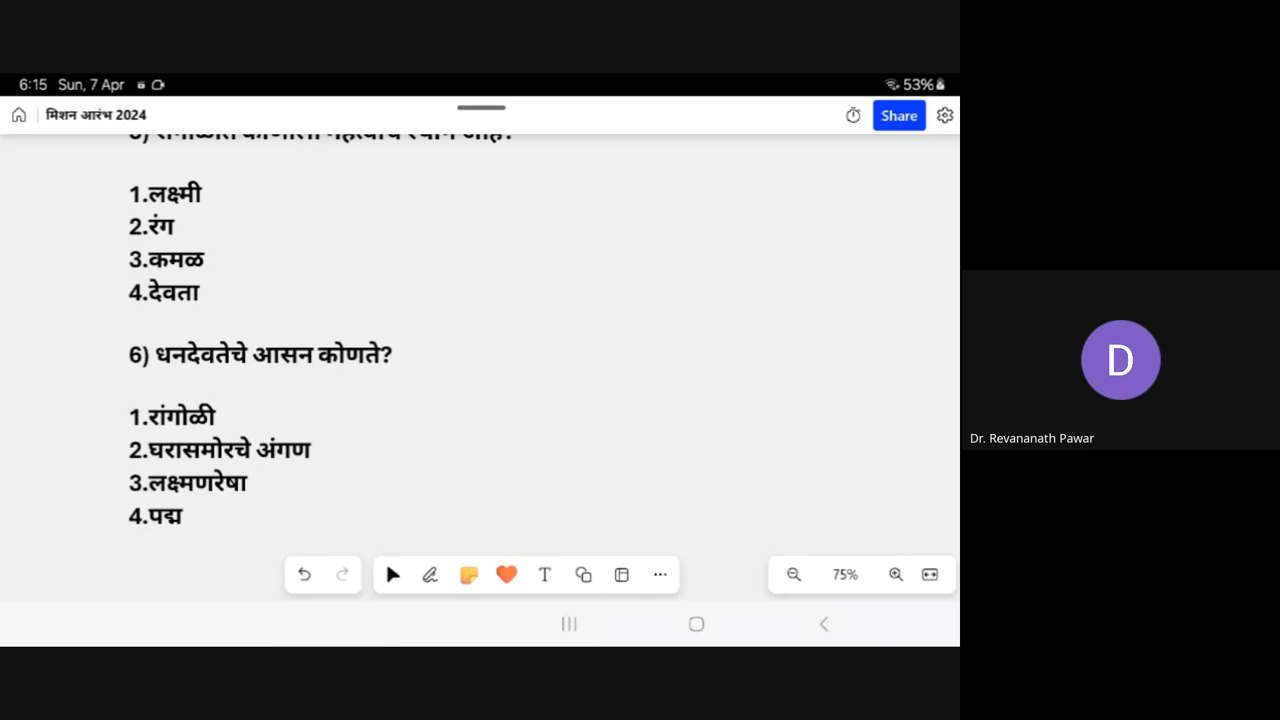 6:15 Sun, 7 Apr
53%
मिशन आरंभ 2024
Share
1.लक्ष्मी
2.रंग
3.कमळ
4.देवता
6) धनदेवतेचे आसन कोणते?
1.रांगोळी
2.घरासमोरचे अंगण
3.लक्ष्मणरेषा
4.पद्म
T
75%
D
Dr. Revananath Pawar